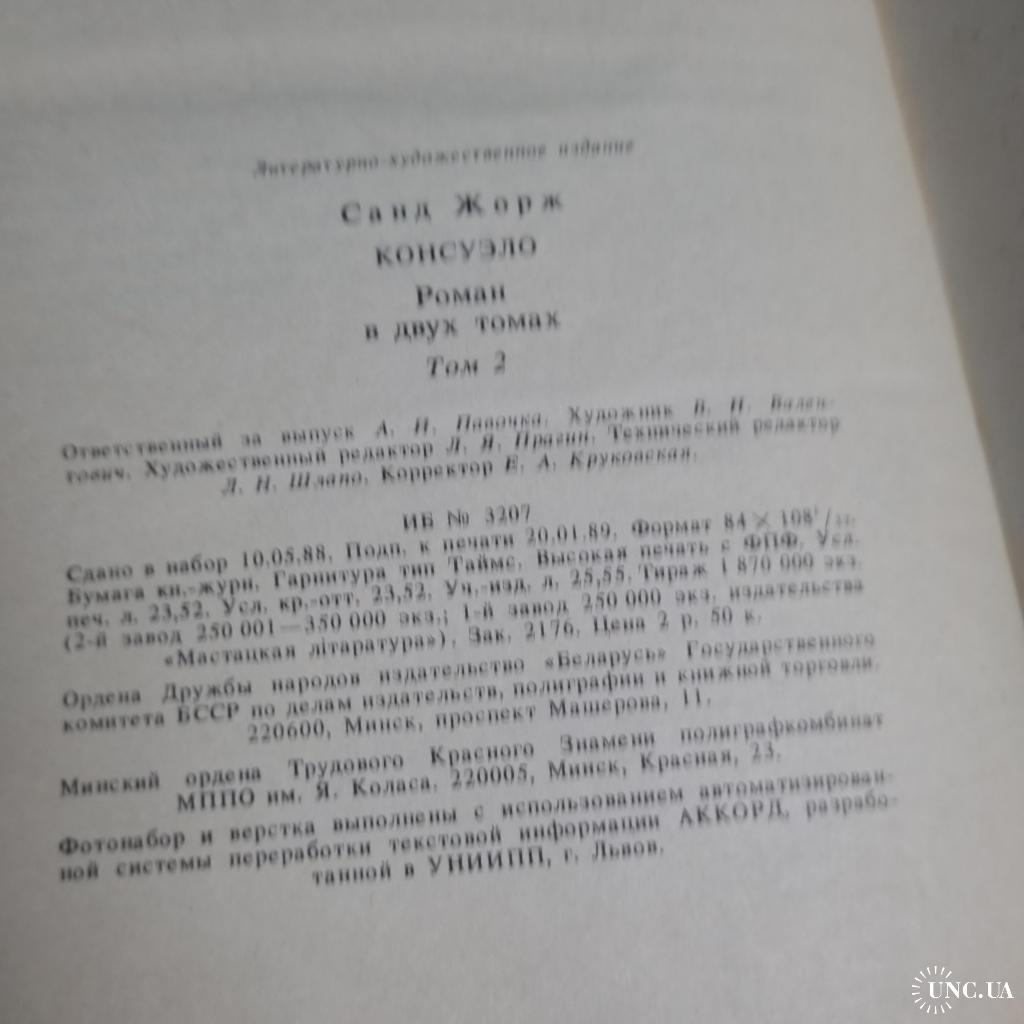 Литературно-художественное издание
Санд Жорж
КОНСУЭЛО
Роман
в двух томах
Том 2
Ответственный за выпуск А. И. Павочка. Художник В. И. Вален-
тович. Художественный редактор Л. Я. Прагин. Технический редактор
Л. Н. Шлапо. Корректор Е. А. Круковская.
ИБ № 3207
Сдано в набор 10.05.88. Подп. к печати 20.01.89. Формат 84×108¹/₃₂.
Бумага кн.-журн. Гарнитура тип Таймс. Высокая печать с ФПФ. Усл.
печ. л. 23,52. Усл. кр.-отт. 23,52. Уч.-изд. л. 25,55. Тираж 1 870 000 экз.
(2-й завод 250 001—350 000 экз.; 1-й завод 250 000 экз. издательства
«Мастацкая літаратура»). Зак. 2176. Цена 2 р. 50 к.
Ордена Дружбы народов издательство «Беларусь» Государственного
комитета БССР по делам издательств, полиграфии и книжной торговли.
220600, Минск, проспект Машерова, 11.
Минский ордена Трудового Красного Знамени полиграфкомбинат
МППО им. Я. Коласа. 220005, Минск, Красная, 23.
Фотонабор и верстка выполнены с использованием автоматизирован-
ной системы переработки текстовой информации АККОРД, разрабо-
танной в УНИИПП, г. Львов.
UNC.UA